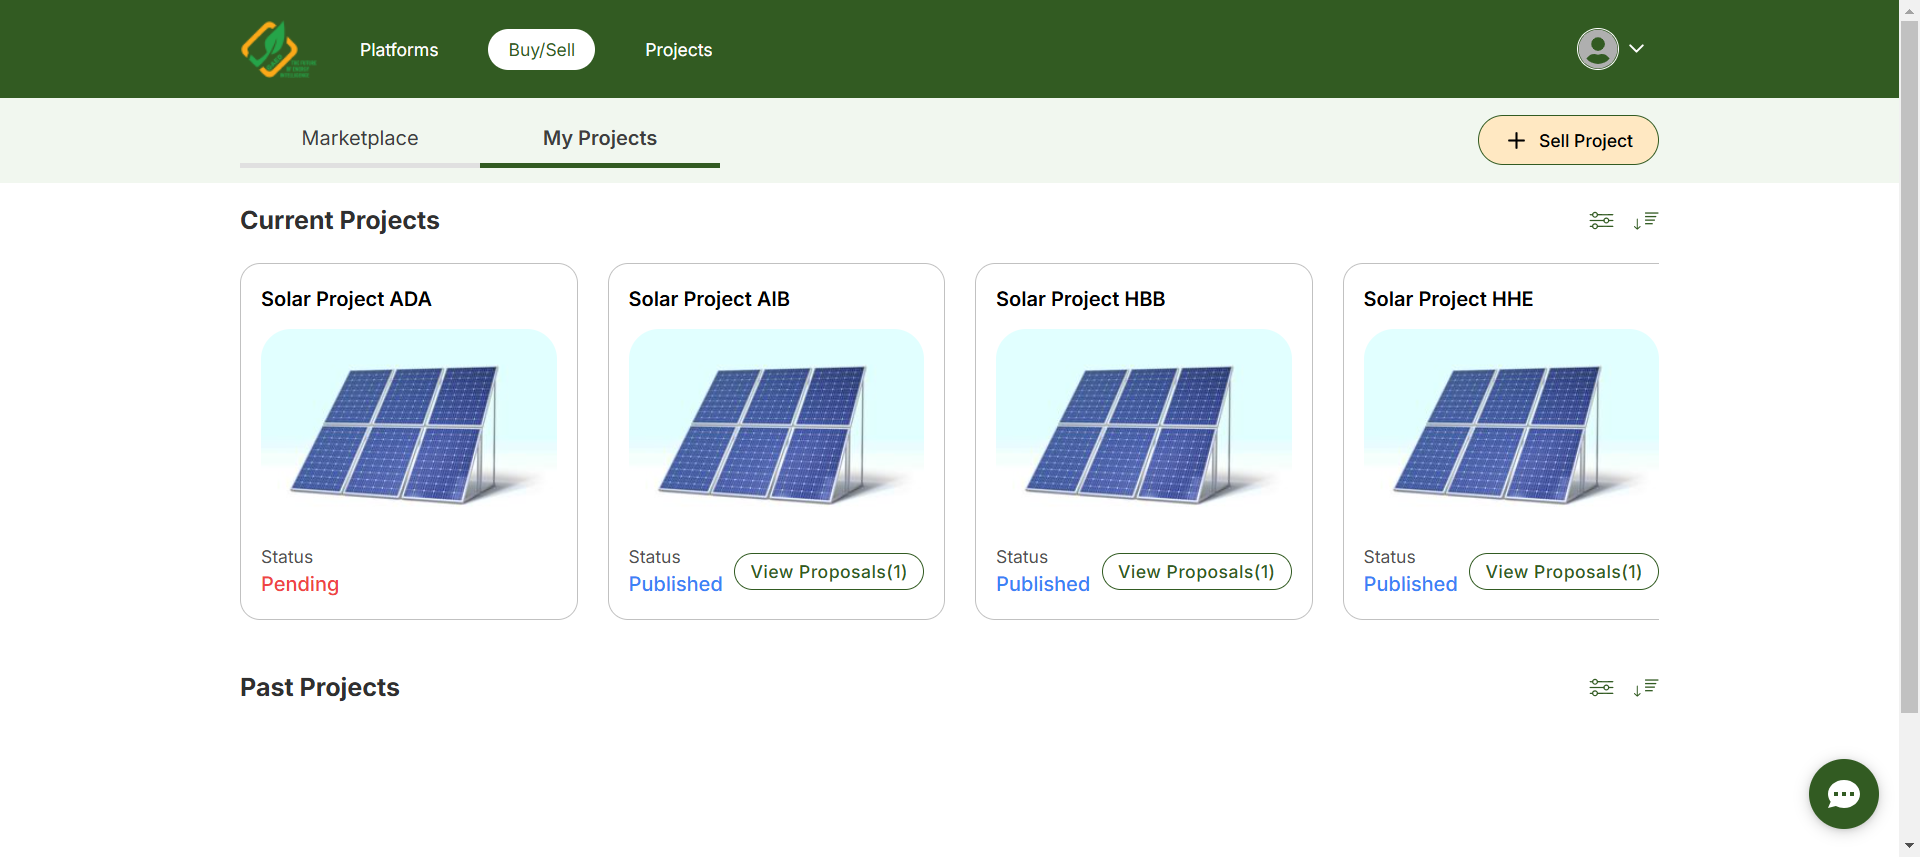 Platforms
Buy/Sell
Projects
Marketplace
My Projects
Sell Project
Current Projects
Solar Project ADA
Solar Project AIB
Solar Project HBB
Solar Project HHE
Status
Pending
Status
Published
View Proposals(1)
Status
Published
View Proposals(1)
Status
Published
View Proposals(1)
Past Projects